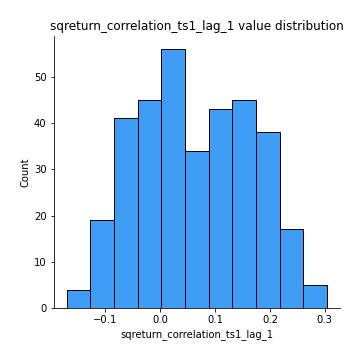 sqreturn_correlation_ts1_lag_1 value distribution
50
40
30
20
10
0
Count
−0.1 0.0 0.1 0.2 0.3
sqreturn_correlation_ts1_lag_1